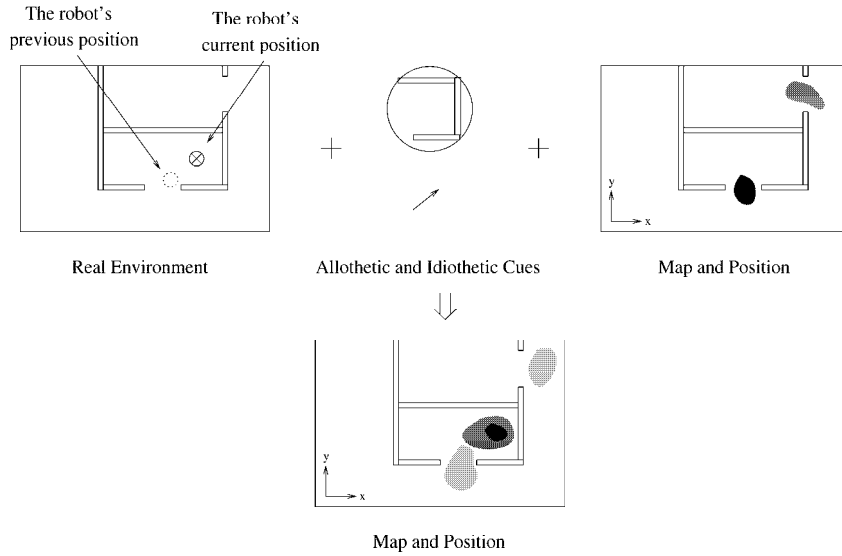 The robot's
previous position
The robot's
current position
y
x
Real Environment
Allothetic and Idiothetic Cues
Map and Position
y
x
Map and Position